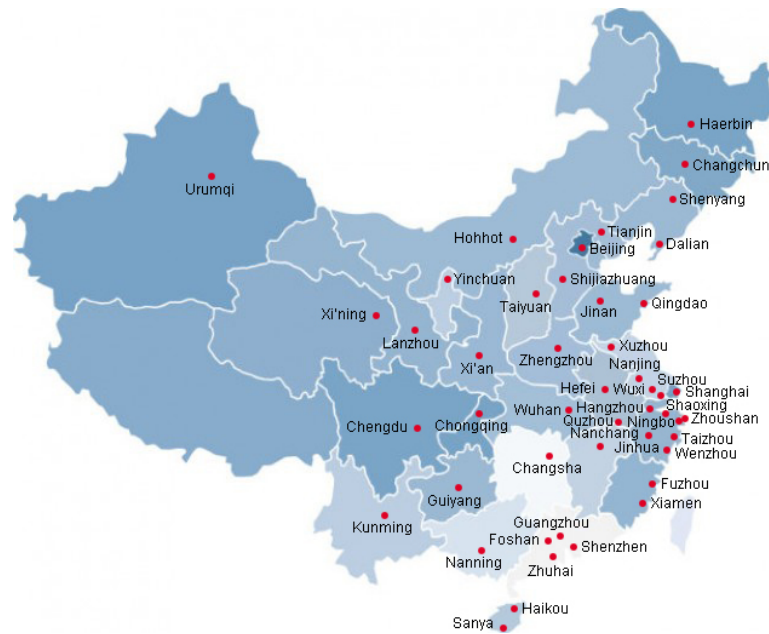 Haerbin
Changchun
Urumqi
Shenyang
Tianjin
Hohhot
Beijing
Dalian
Yinchuan
Shijiazhuang
Taiyuan
Jinan
Qingdao
Xi'ning
Lanzhou
Xuzhou
Zhengzhou
Xi'an
Nanjing
Suzhou
Hefei
Wuxi
Shanghai
Wuhan
Hangzhou
Shaoxing
Chengdu
Chongqing
Quzhou
Ningbo
Zhoushan
Nanchang
Taizhou
Jinhua
Wenzhou
Changsha
Fuzhou
Guiyang
Xiamen
Kunming
Guangzhou
Foshan
Shenzhen
Nanning
Zhuhai
Haikou
Sanya